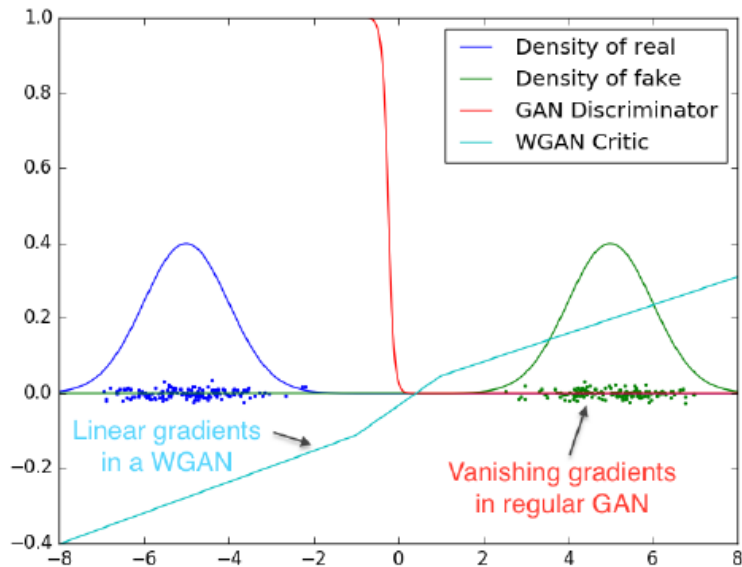 1.0
0.8
0.6
0.4
0.2
0.0
−0.2
−0.4
Density of real
Density of fake
GAN Discriminator
WGAN Critic
Linear gradients
in a WGAN
Vanishing gradients
in regular GAN
−8 −6 −4 −2 0 2 4 6 8